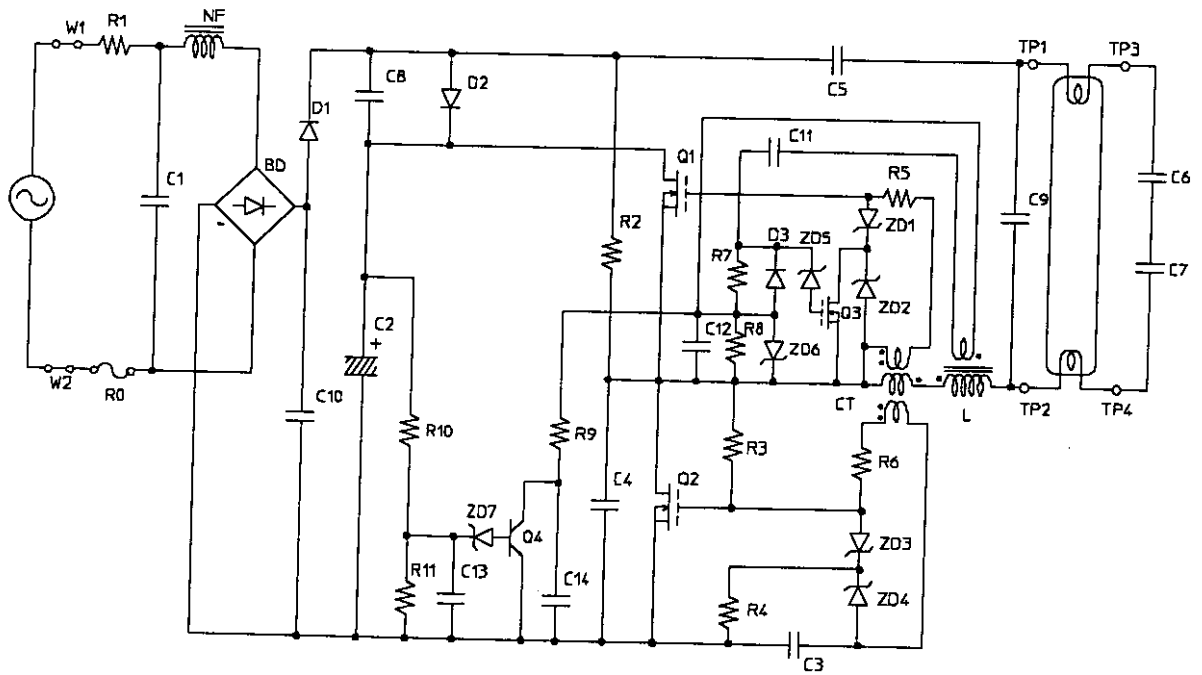 W1
R1
NF
TP1
TP3
C8
D2
C5
D1
C11
Q1
R5
BD
C1
C6
C9
R2
ZD1
D3
ZD5
R7
C7
Q3
ZD2
C2
+
C12
R8
ZD6
-
W2
R0
C10
CT
L
TP2
TP4
R10
R9
R3
R6
Q2
C4
ZD7
Q4
ZD3
R11
C13
C14
R4
ZD4
C3